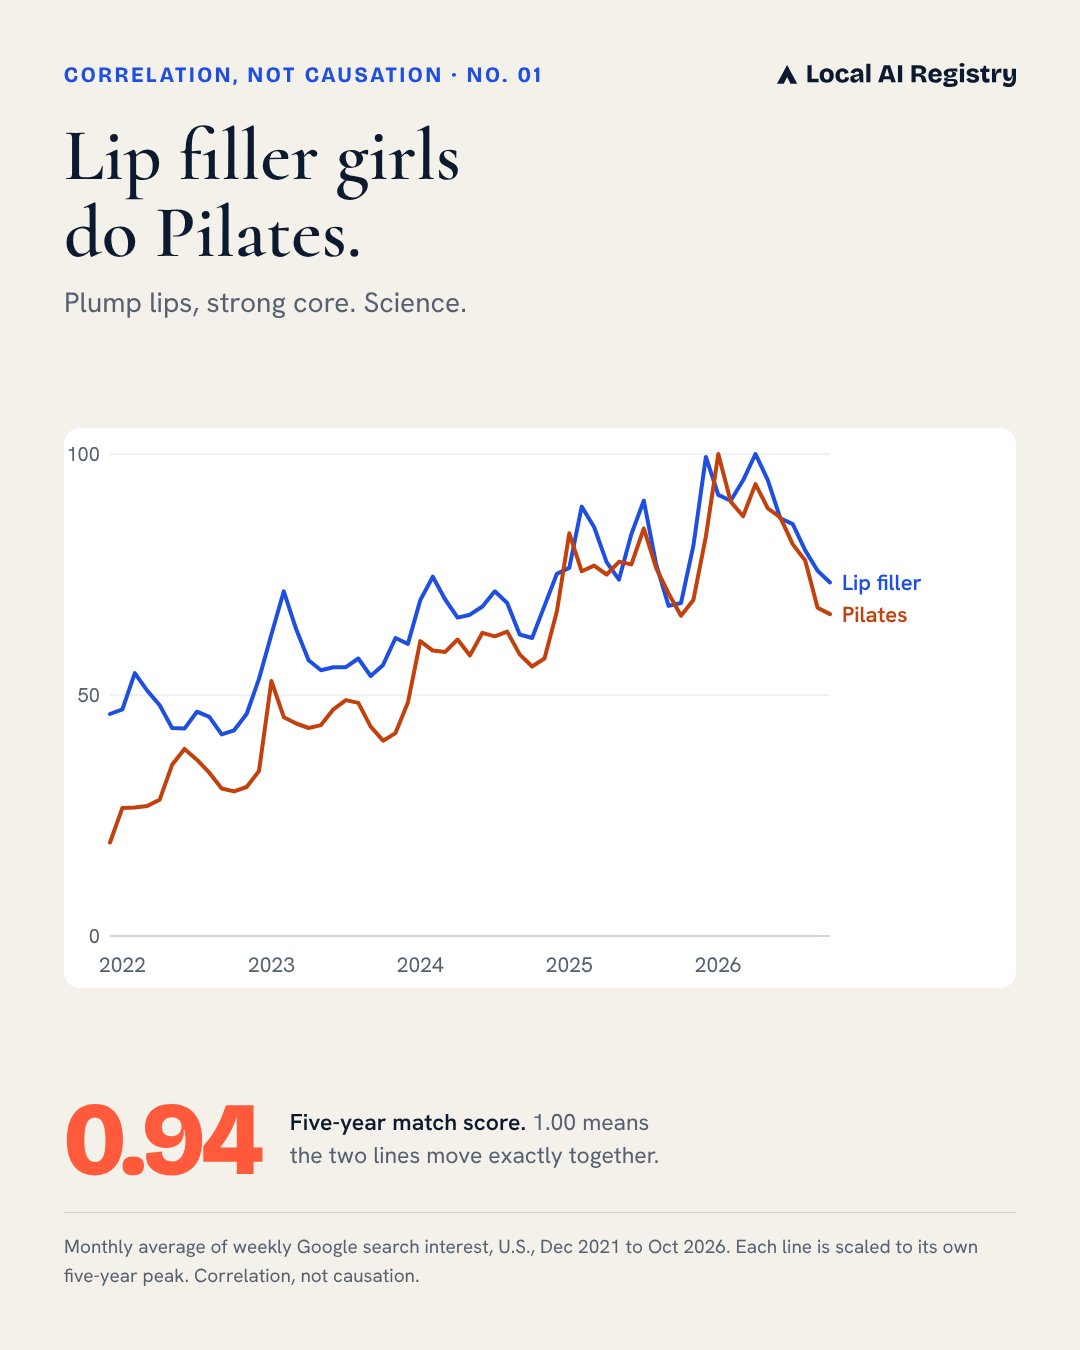 CORRELATION, NOT CAUSATION · NO. 01
Local AI Registry
Lip filler girls
do Pilates.
Plump lips, strong core. Science.
100
50
0
Lip filler
Pilates
2022
2023
2024
2025
2026
0.94
Five-year match score. 1.00 means
the two lines move exactly together.
Monthly average of weekly Google search interest, U.S., Dec 2021 to Oct 2026. Each line is scaled to its own
five-year peak. Correlation, not causation.